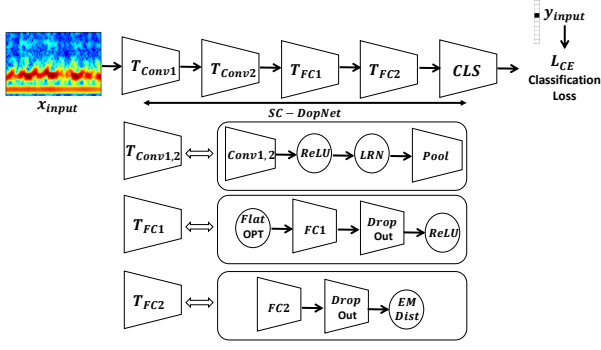 y_input
T_Conv1 T_Conv2 T_FC1 T_FC2 CLS
L_CE
Classification
Loss
x_input
SC − DopNet
T_Conv1,2 Conv1,2 ReLU LRN Pool
T_FC1 Flat OPT FC1 Drop Out ReLU
T_FC2 FC2 Drop Out EM Dist